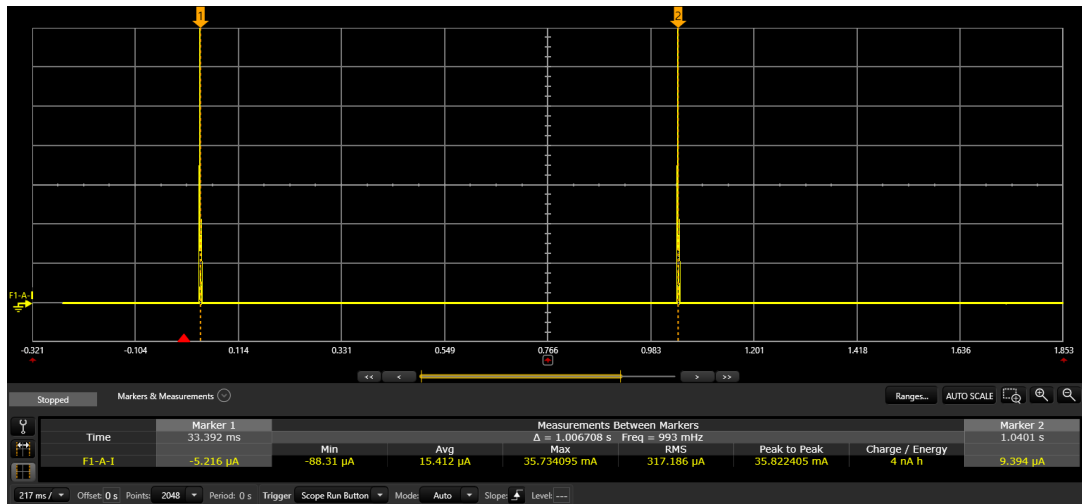 1 2
F1-A-I
-0.321 -0.104 0.114 0.331 0.549 0.766 0.983 1.201 1.418 1.636 1.853
<< < > >>
Stopped Markers & Measurements Ranges... AUTO SCALE
Marker 1 Measurements Between Markers Marker 2
Time 33.392 ms Δ = 1.006708 s Freq = 993 mHz 1.0401 s
Min Avg Max RMS Peak to Peak Charge / Energy
F1-A-I -5.216 µA -88.31 µA 15.412 µA 35.734095 mA 317.186 µA 35.822405 mA 4 nA h 9.394 µA
217 ms / Offset: 0 s Points: 2048 Period: 0 s Trigger Scope Run Button Mode: Auto Slope: Level: ---